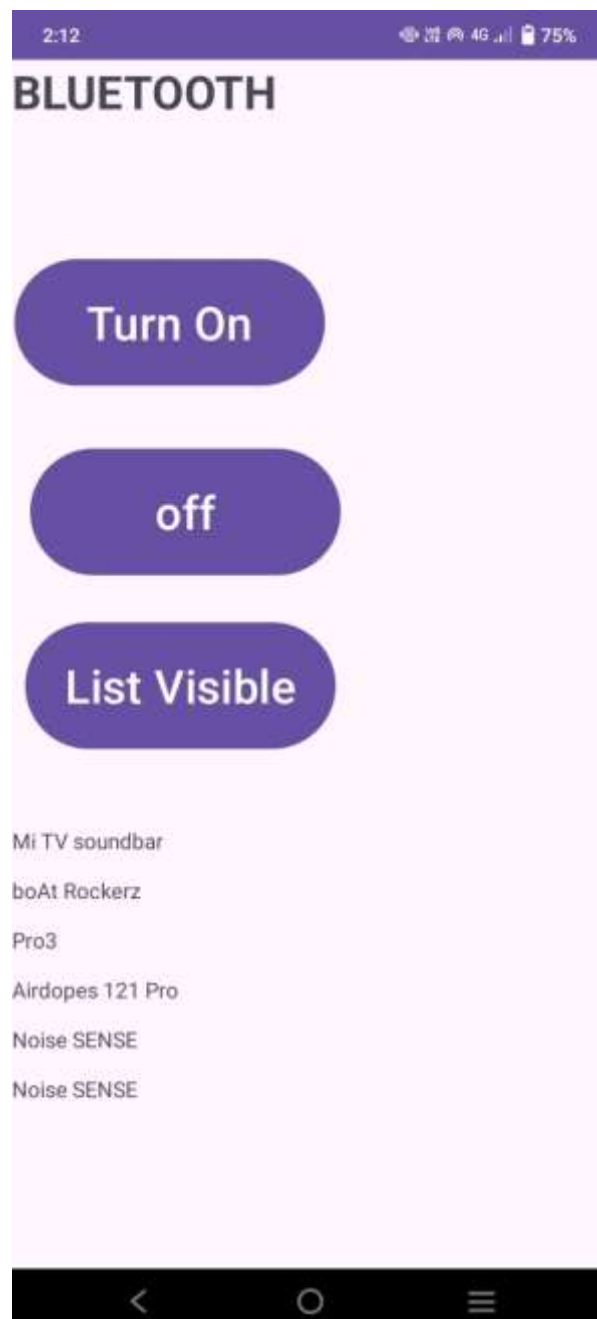 2:12 4G 75%
BLUETOOTH
Turn On
off
List Visible
Mi TV soundbar
boAt Rockerz
Pro3
Airdopes 121 Pro
Noise SENSE
Noise SENSE